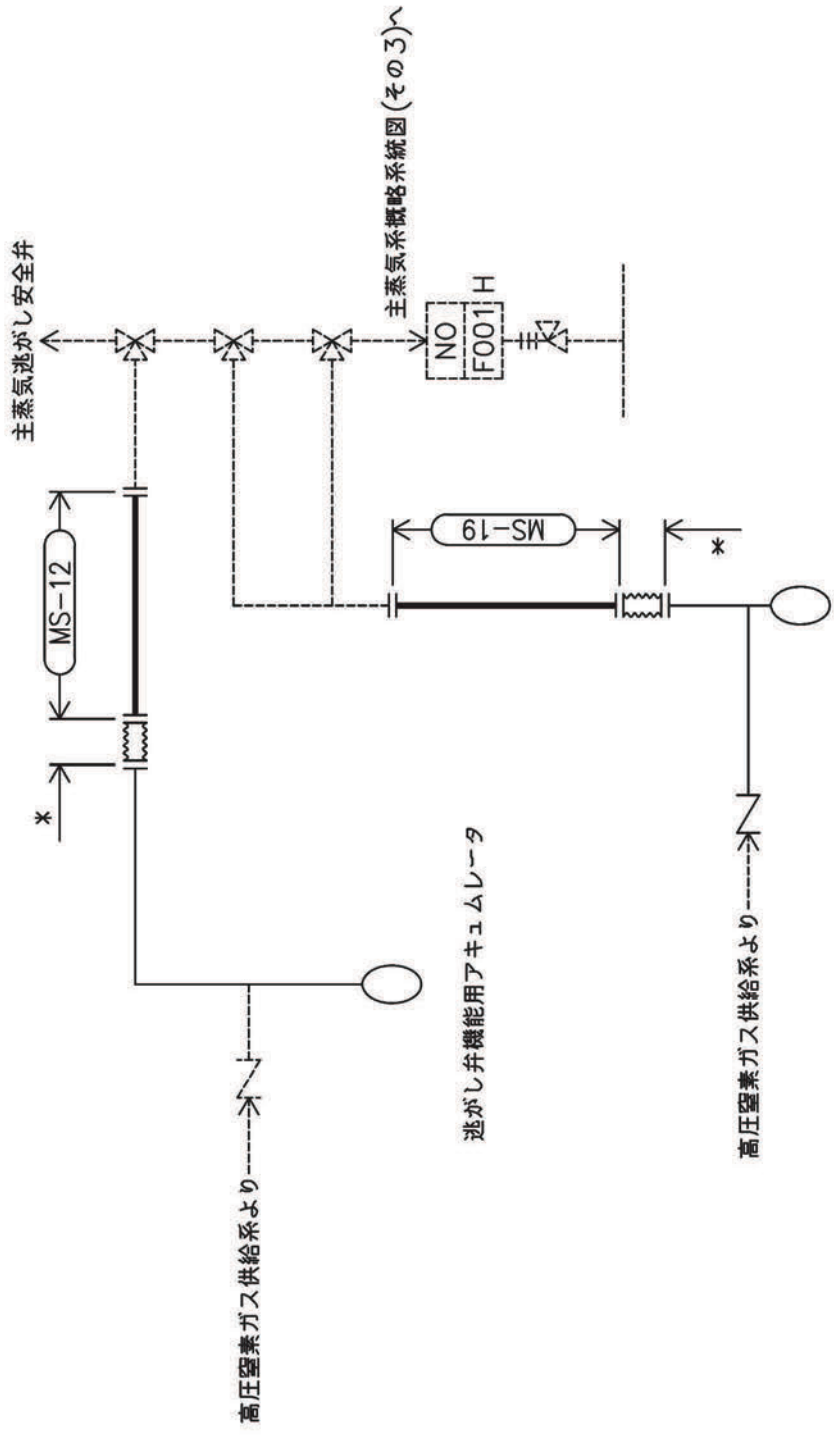 主蒸気逃がし安全弁
MS-12
*
主蒸気系概略系統図(その3)へ
NO
F001
H
MS-19
*
高圧窒素ガス供給系より
逃がし弁機能用アキュムレータ
高圧窒素ガス供給系より